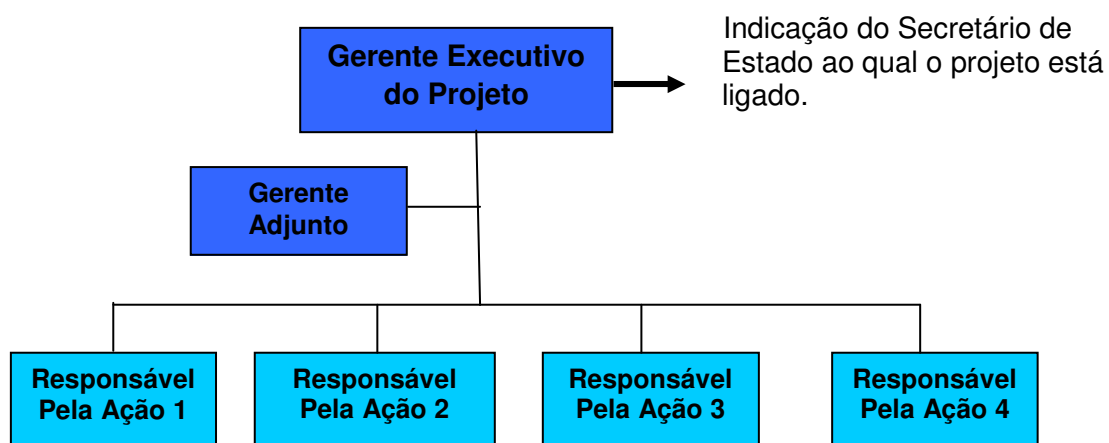 Gerente Executivo
do Projeto
Indicação do Secretário de
Estado ao qual o projeto está
ligado.
Gerente
Adjunto
Responsável
Pela Ação 1
Responsável
Pela Ação 2
Responsável
Pela Ação 3
Responsável
Pela Ação 4